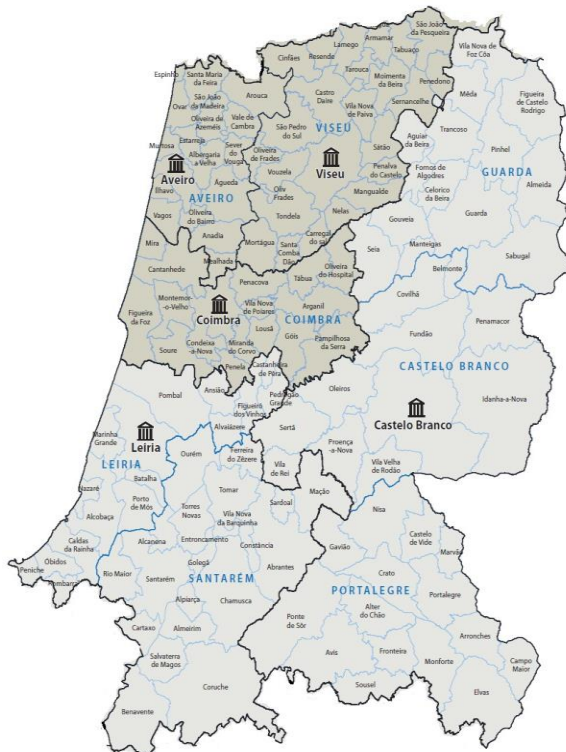 São João
da Pesqueira
Armamar
Lamego
Tabuaço
Cinfães
Resende
Tarouca
Moimenta
da Beira
Penedono
Sernancelhe
Castro
Daire
Vila Nova
de Paiva
São Pedro
do Sul
VISEU
Sátão
Oliveira
de Frades
Vouzela
Viseu
Penalva
do Castelo
Oliv
Frades
Mangualde
Tondela
Nelas
Carregal
do sal
Santa
Comba
Dão
Mortágua
Espinho
Santa Maria
da Feira
Arouca
São João
da Madeira
Ovar
Oliveira de
Azeméis
Vale de
Cambra
Estarreja
Murtosa
Albergaria
a Velha
Sever
do
Vouga
Aveiro
Ílhavo
Águeda
AVEIRO
Vagos
Oliveira
do Bairro
Anadia
Mealhada
Mira
Cantanhede
Penacova
Tábua
Oliveira
do Hospital
Montemor
-o-Velho
Vila Nova
de Poiares
Arganil
Figueira
da Foz
Coimbra
COIMBRA
Lousã
Góis
Condeixa
-a-Nova
Miranda
do Corvo
Pampilhosa
da Serra
Soure
Penela
Vila Nova de
Foz Côa
Mêda
Figueira
de Castelo
Rodrigo
Trancoso
Aguiar
da Beira
Pinhel
Fornos de
Algodres
GUARDA
Almeida
Celorico
da Beira
Gouveia
Guarda
Seia
Manteigas
Sabugal
Belmonte
Covilhã
Penamacor
Fundão
CASTELO BRANCO
Idanha-a-Nova
Oleiros
Castelo Branco
Sertã
Proença
-a-Nova
Vila
de Rei
Vila Velha
de Rodão
Castanheira
de Pêra
Pedrógão
Grande
Ansião
Figueiró
dos Vinhos
Pombal
Alvaiázere
Marinha
Grande
Leiria
LEIRIA
Batalha
Nazaré
Porto
de Mós
Alcobaça
Caldas
da Rainha
Óbidos
Peniche
Bombarral
Ourém
Ferreira
do Zêzere
Tomar
Sardoal
Mação
Torres
Novas
Vila Nova
da Barquinha
Alcanena
Entroncamento
Constância
Golegã
Abrantes
Rio Maior
Santarém
SANTARÉM
Alpiarça
Chamusca
Cartaxo
Almeirim
Salvaterra
de Magos
Coruche
Benavente
Nisa
Gavião
Castelo
de Vide
Marvão
Crato
PORTALEGRE
Portalegre
Ponte
de Sôr
Alter
do Chão
Arronches
Avis
Fronteira
Monforte
Campo
Maior
Sousel
Elvas